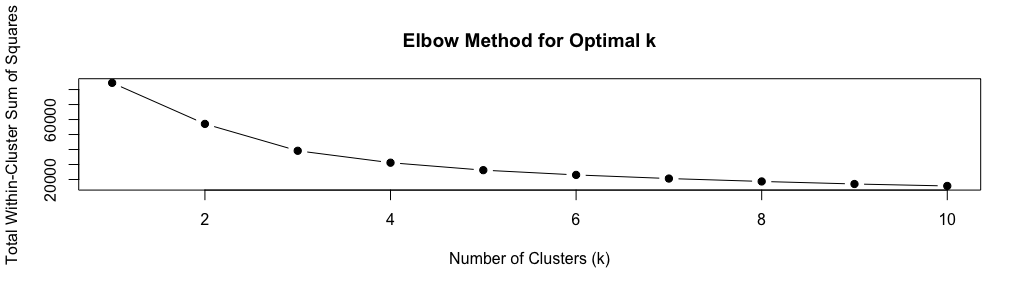 Elbow Method for Optimal k
Total Within-Cluster Sum of Squares
60000
20000
2 4 6 8 10
Number of Clusters (k)